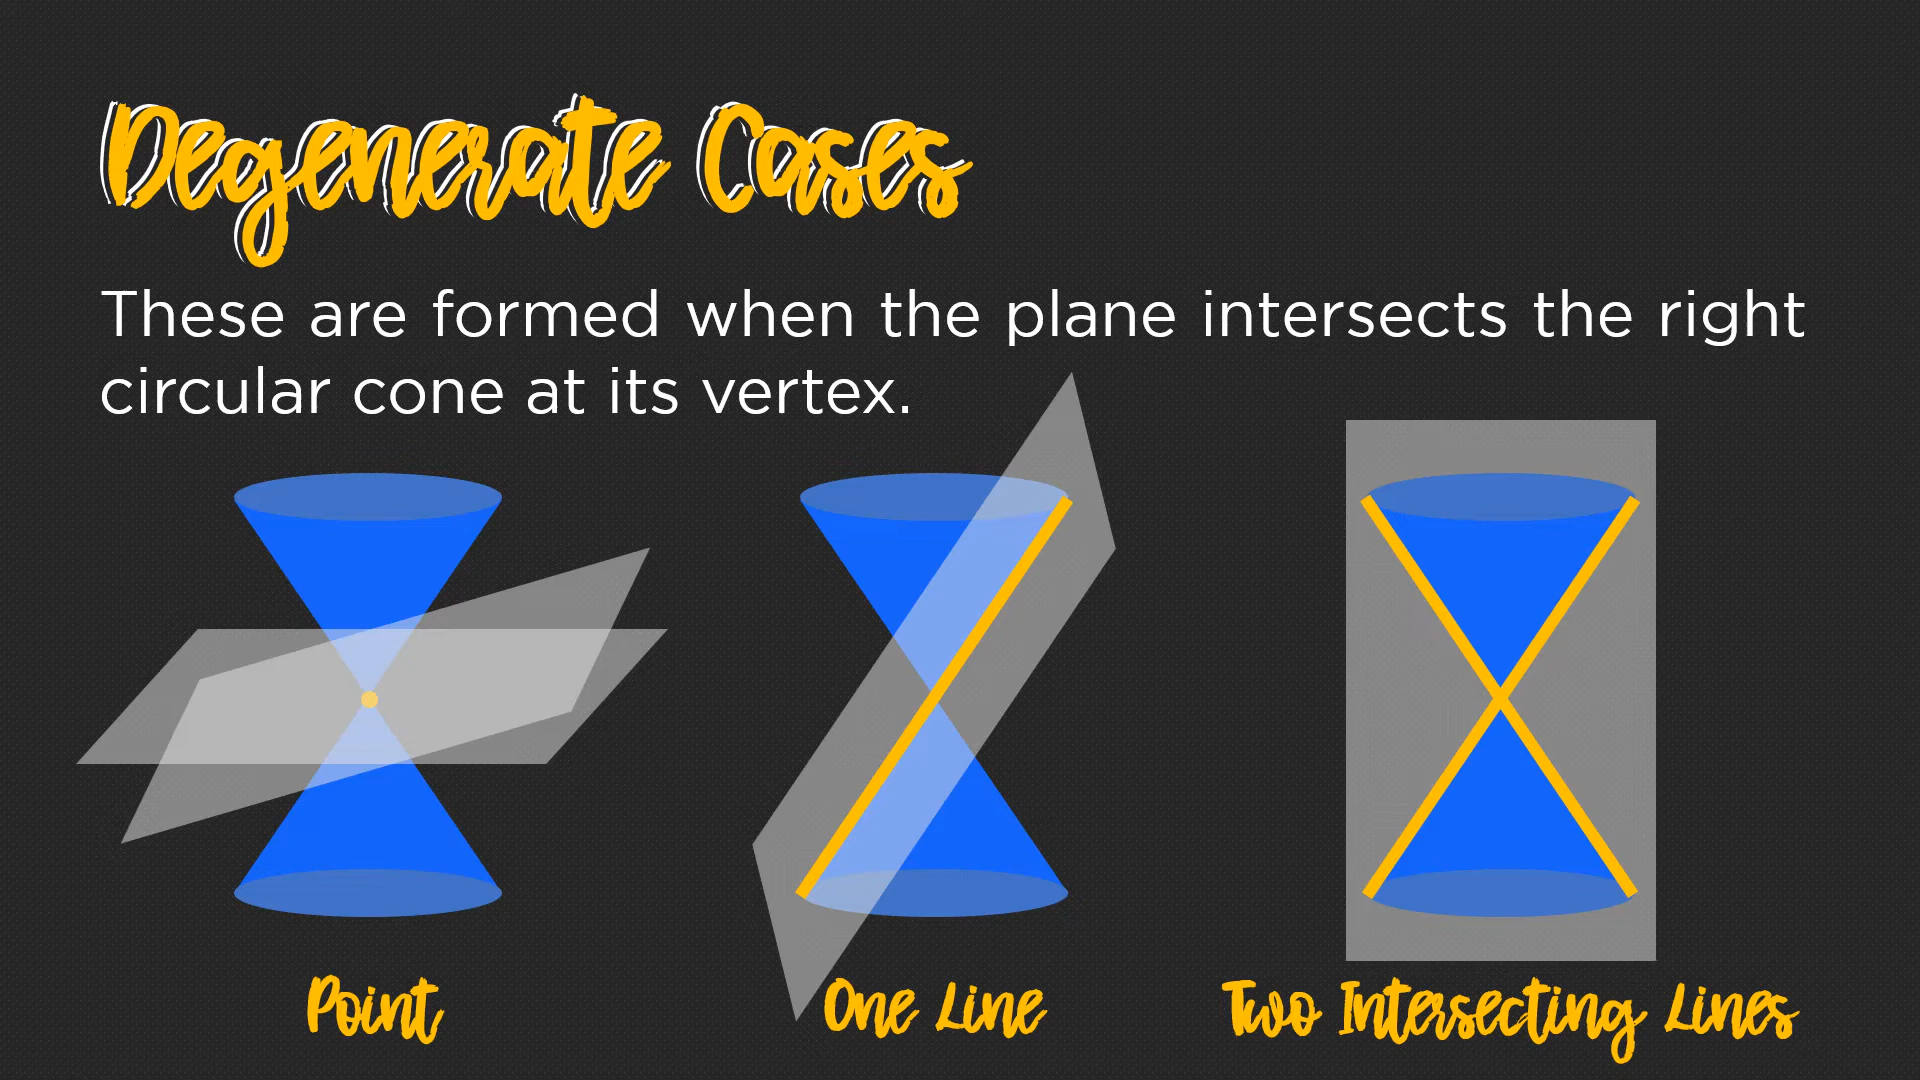 Degenerate Cases
These are formed when the plane intersects the right
circular cone at its vertex.
Point
One Line
Two Intersecting Lines